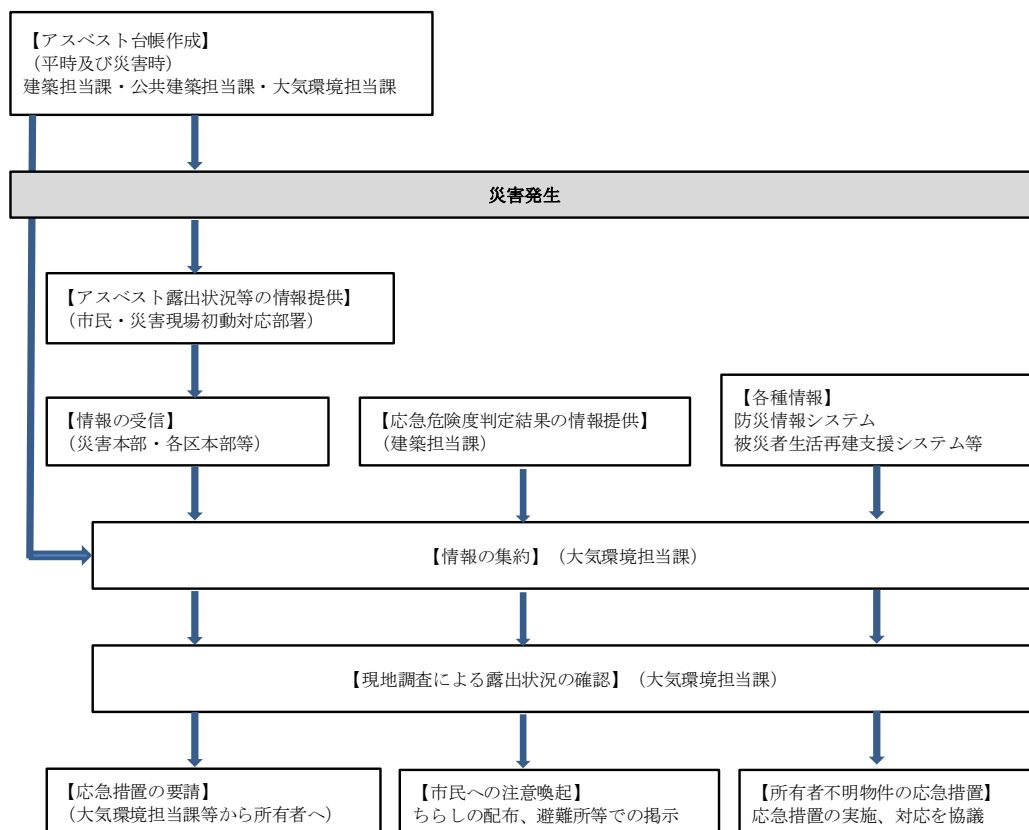 【アスベスト台帳作成】
（平時及び災害時）
建築担当課・公共建築担当課・大気環境担当課
災害発生
【アスベスト露出状況等の情報提供】
（市民・災害現場初動対応部署）
【情報の受信】
（災害本部・各区本部等）
【応急危険度判定結果の情報提供】
（建築担当課）
【各種情報】
防災情報システム
被災者生活再建支援システム等
【情報の集約】（大気環境担当課）
【現地調査による露出状況の確認】（大気環境担当課）
【応急措置の要請】
（大気環境担当課等から所有者へ）
【市民への注意喚起】
ちらしの配布、避難所等での掲示
【所有者不明物件の応急措置】
応急措置の実施、対応を協議